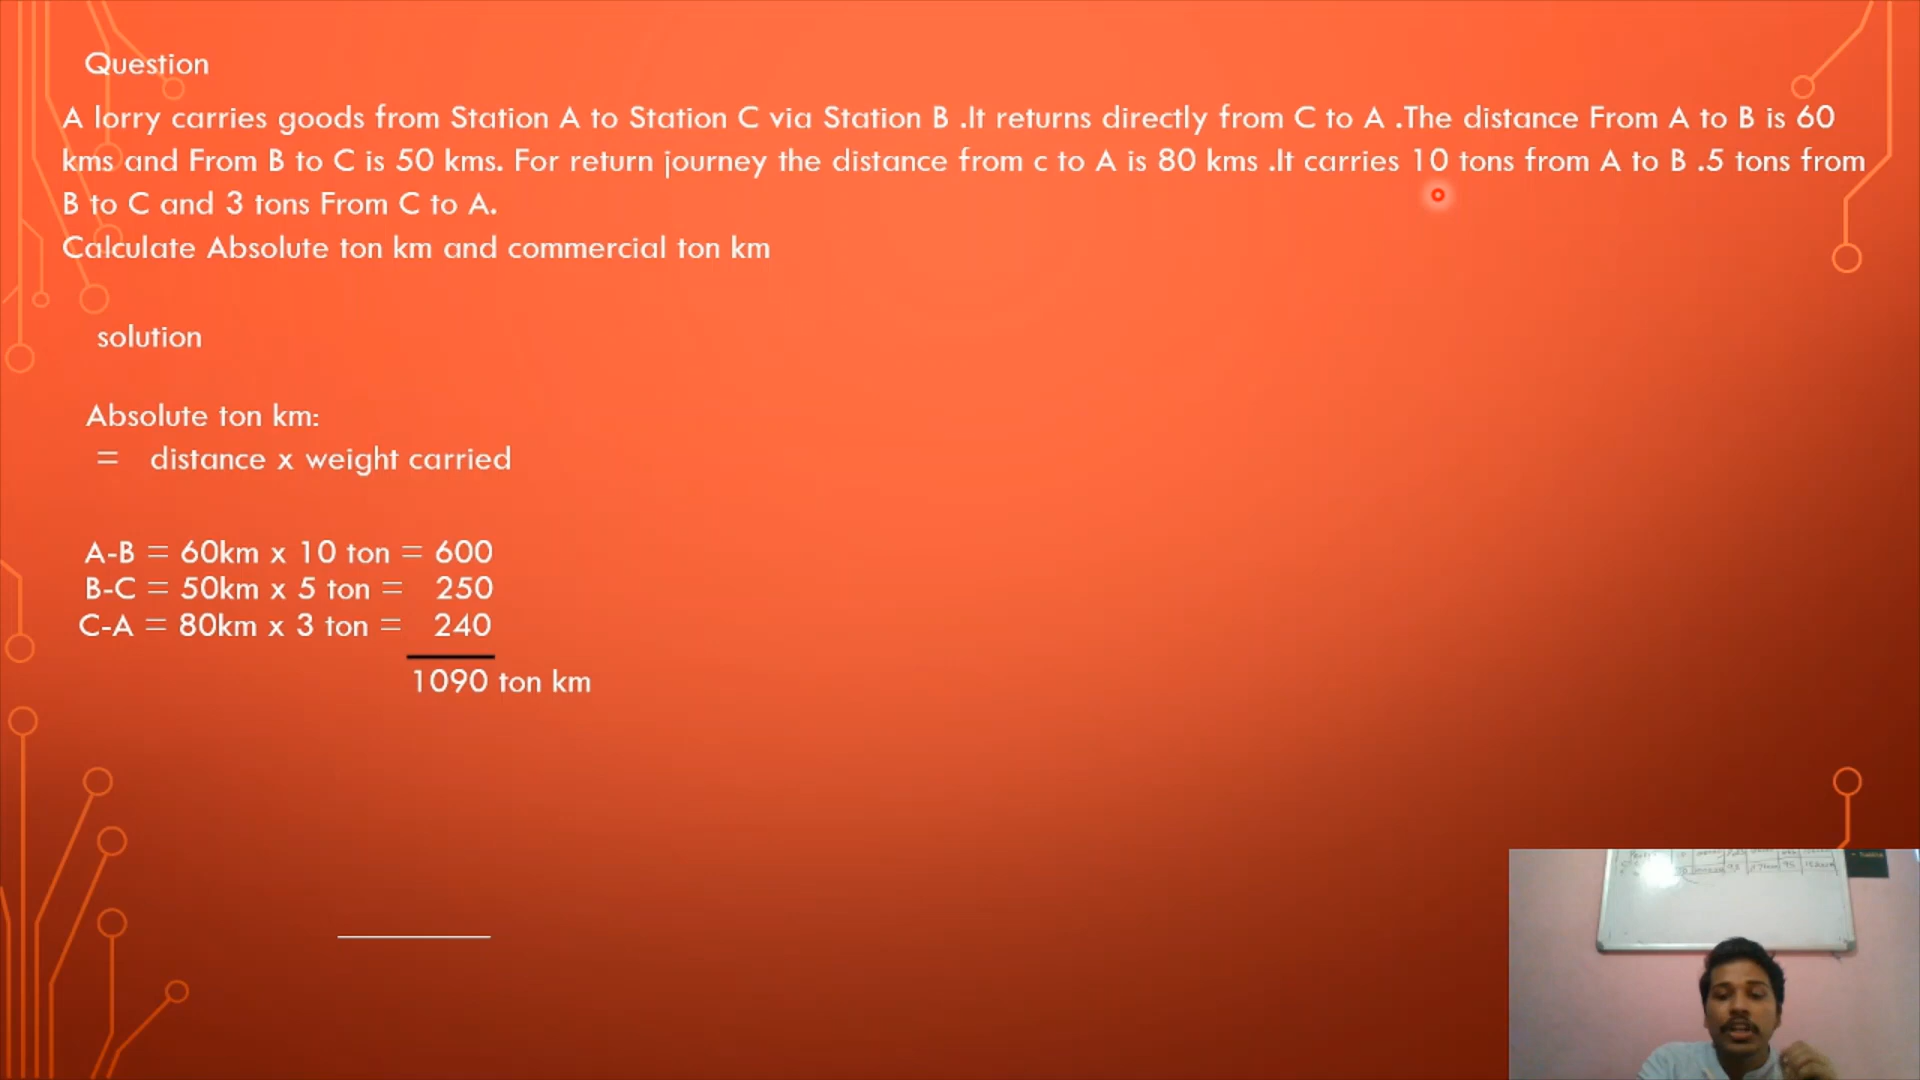 Question
A lorry carries goods from Station A to Station C via Station B .It returns directly from C to A .The distance From A to B is 60
kms and From B to C is 50 kms. For return journey the distance from c to A is 80 kms .It carries 10 tons from A to B .5 tons from
B to C and 3 tons From C to A.
Calculate Absolute ton km and commercial ton km
solution
Absolute ton km:
= distance x weight carried
A-B = 60km x 10 ton = 600
B-C = 50km x 5 ton = 250
C-A = 80km x 3 ton = 240
1090 ton km